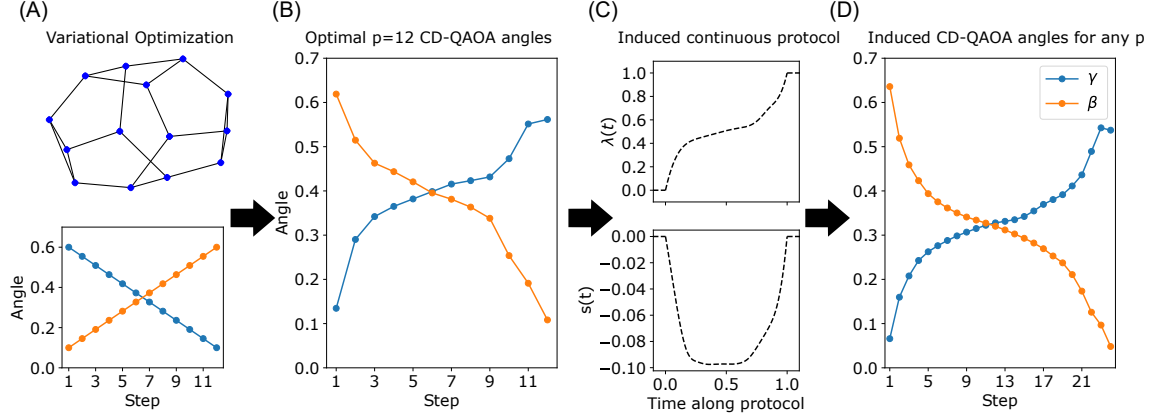 (A)
Variational Optimization
0.6
0.4
0.2
0.0
Angle
1 3 5 7 9 11
Step
(B)
Optimal p=12 CD-QAOA angles
0.7
0.6
0.5
0.4
0.3
0.2
0.1
0.0
Angle
1 3 5 7 9 11
Step
(C)
Induced continuous protocol
1.0
0.8
0.6
0.4
0.2
0.0
λ(t)
0.00
−0.02
−0.04
−0.06
−0.08
−0.10
s(t)
0.0 0.5 1.0
Time along protocol
(D)
Induced CD-QAOA angles for any p
γ
β
0.7
0.6
0.5
0.4
0.3
0.2
0.1
0.0
1 5 9 13 17 21
Step